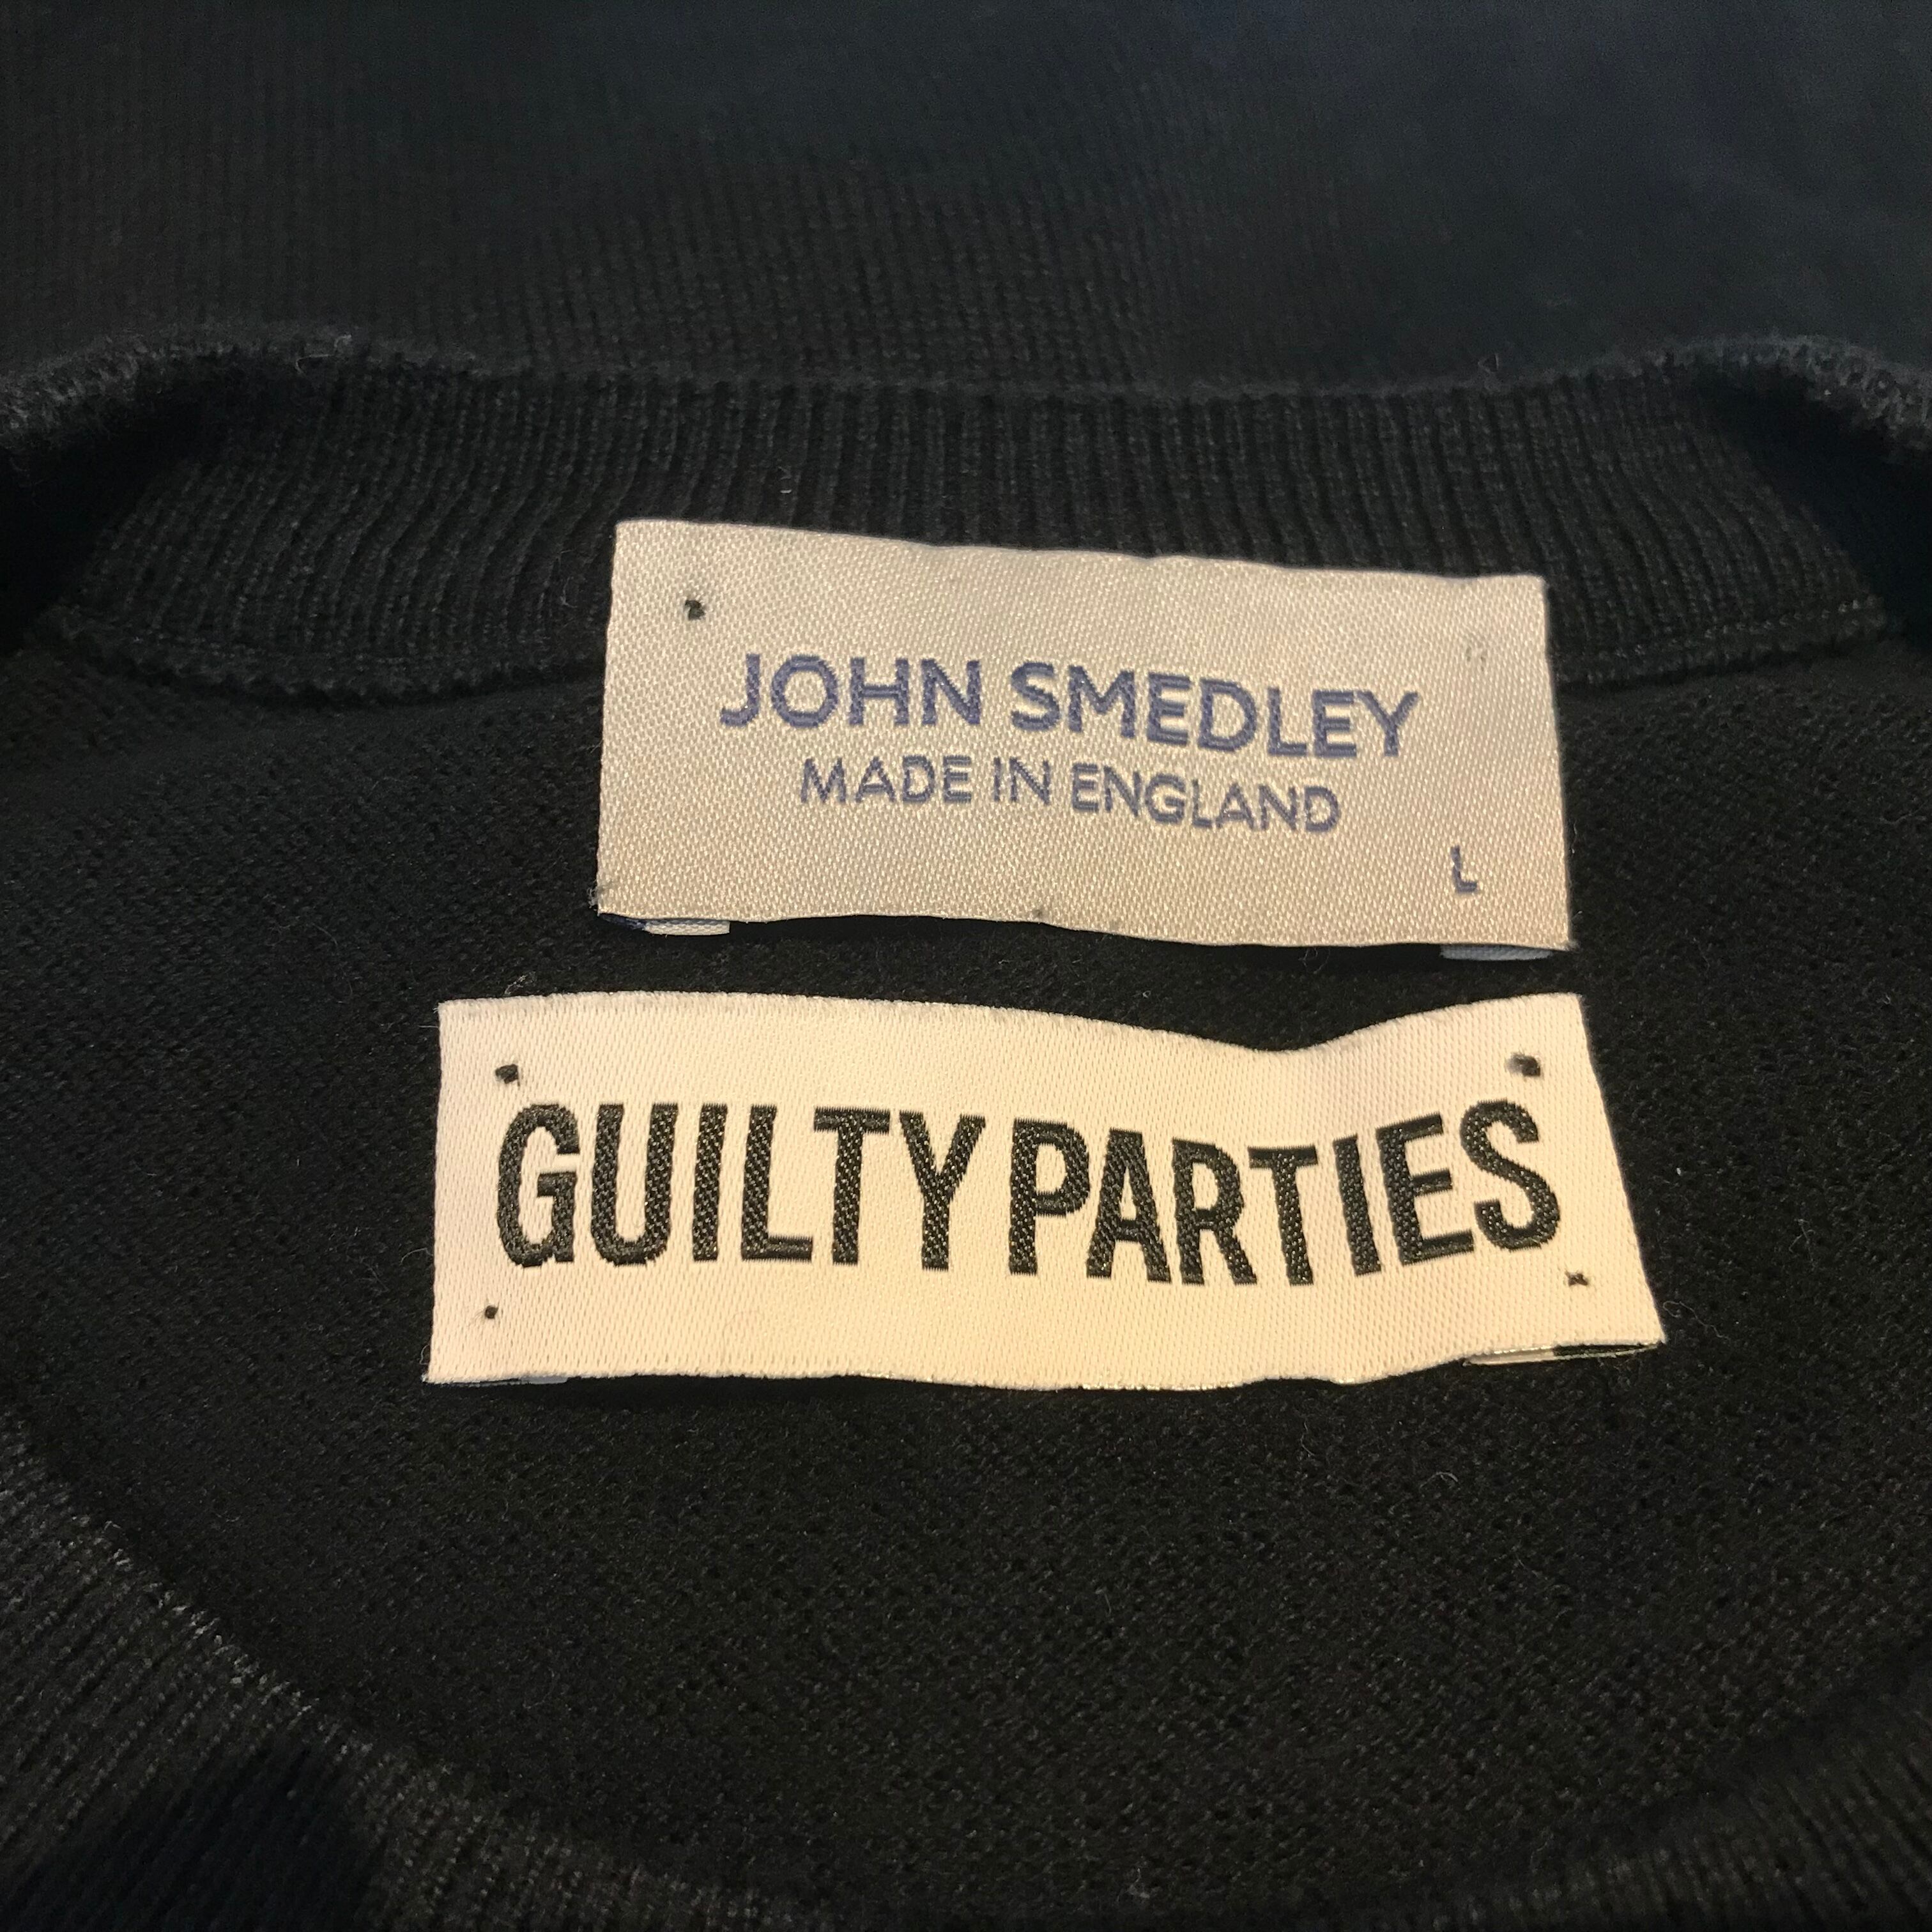 JOHN SMEDLEY
MADE IN ENGLAND
L
GUILTY PARTIES